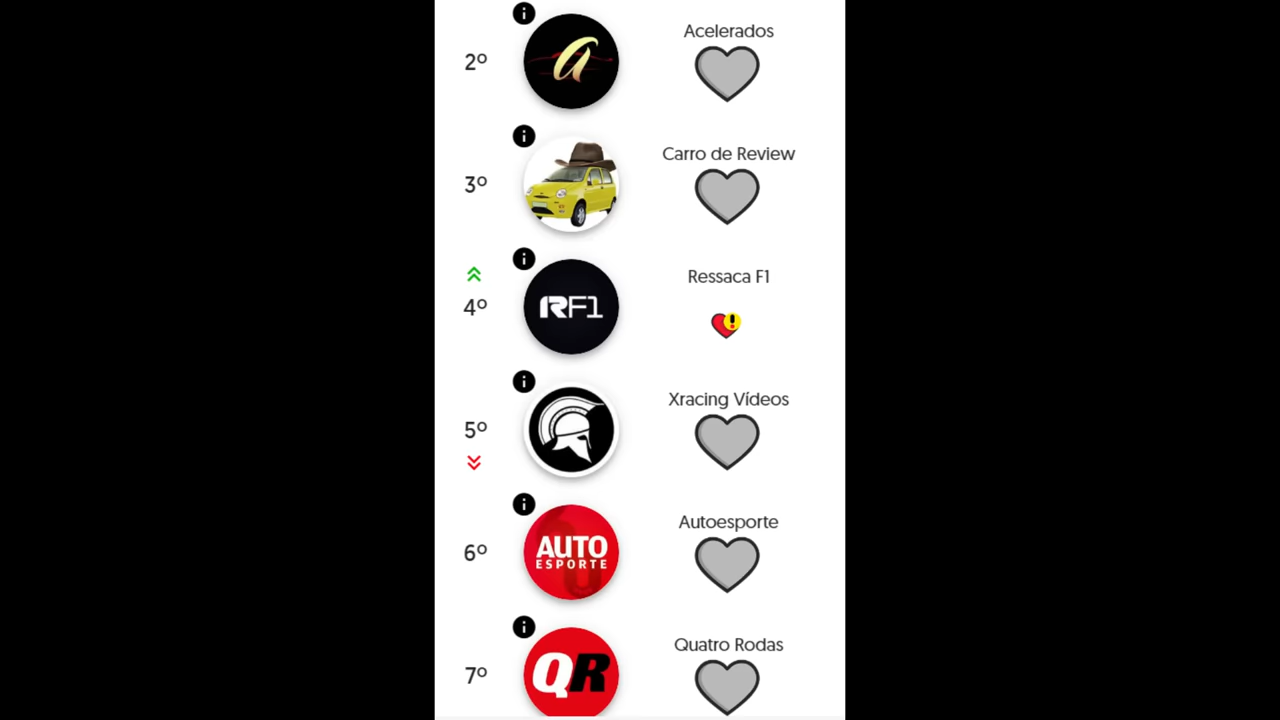 Acelerados
2º
a
Carro de Review
3º
Ressaca F1
4º
RF1
Xracing Vídeos
5º
Autoesporte
6º
AUTO
ESPORTE
Quatro Rodas
7º
QR